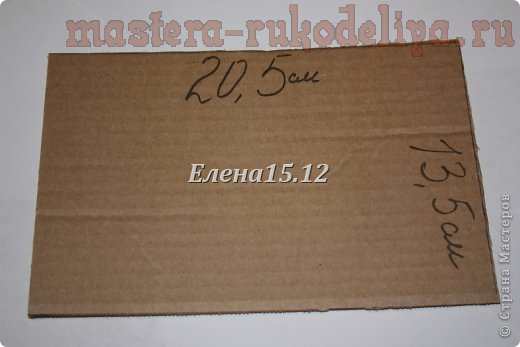 mastera-rukodeliya.ru
20,5см
13,5см
Елена15.12
© Страна Мастеров